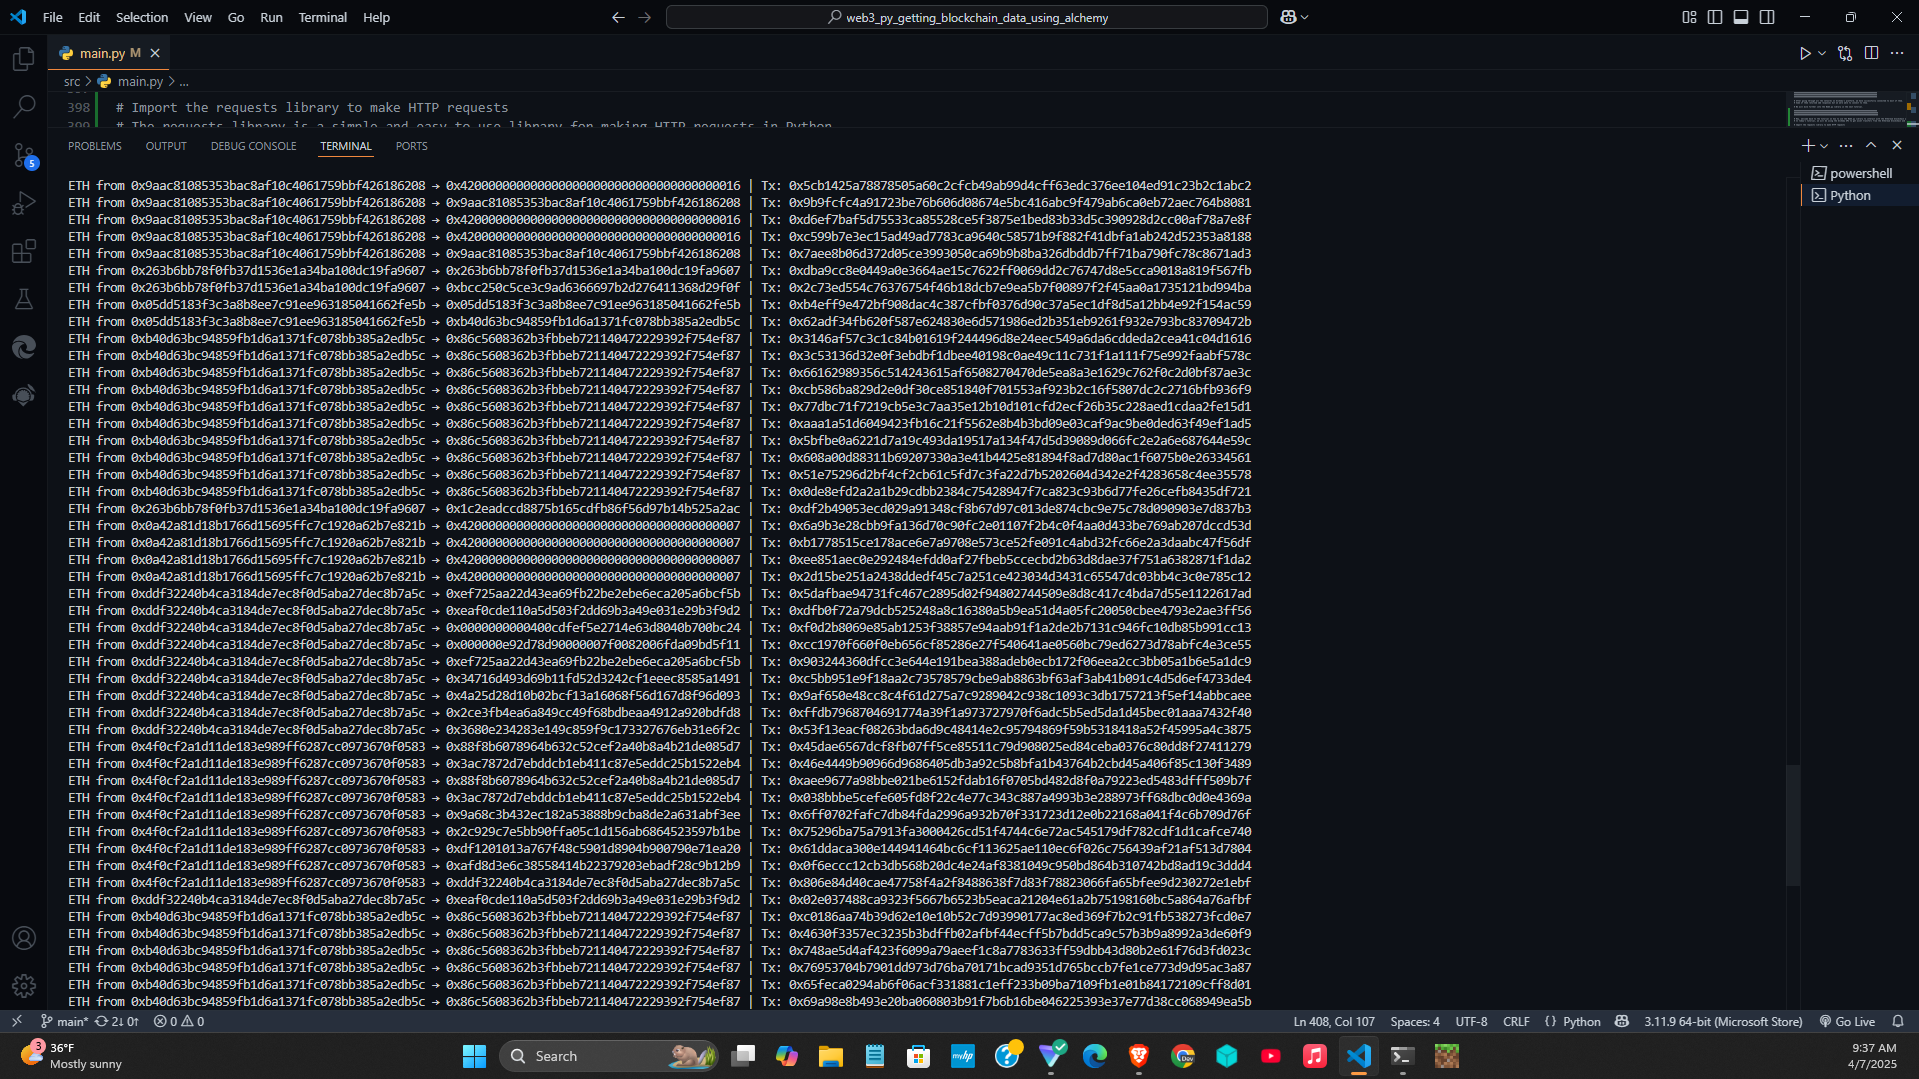 File Edit Selection View Go Run Terminal Help
web3_py_getting_blockchain_data_using_alchemy
main.py M
src > main.py > ...
398 # Import the requests library to make HTTP requests
399 # The requests library is a simple and easy to use library for making HTTP requests in Python
PROBLEMS OUTPUT DEBUG CONSOLE TERMINAL PORTS
powershell
Python
ETH from 0x9aac81085353bac8af10c4061759bbf426186208 → 0x4200000000000000000000000000000000000016 | Tx: 0x5cb1425a78878505a60c2cfcb49ab99d4cff63edc376ee104ed91c23b2c1abc2
ETH from 0x9aac81085353bac8af10c4061759bbf426186208 → 0x9aac81085353bac8af10c4061759bbf426186208 | Tx: 0x9b9fcfc4a91723be76b606d08674e5bc416abc9f479ab6ca0eb72aec764b8081
ETH from 0x9aac81085353bac8af10c4061759bbf426186208 → 0x4200000000000000000000000000000000000016 | Tx: 0xd6ef7baf5d75533ca85528ce5f3875e1bed83b33d5c390928d2cc00af78a7e8f
ETH from 0x9aac81085353bac8af10c4061759bbf426186208 → 0x4200000000000000000000000000000000000016 | Tx: 0xc599b7e3ec15ad49ad7783ca9640c58571b9f882f41dbfa1ab242d52353a8188
ETH from 0x9aac81085353bac8af10c4061759bbf426186208 → 0x9aac81085353bac8af10c4061759bbf426186208 | Tx: 0x7aee8b06d372d05ce3993050ca69b9b8ba326dbddb7ff71ba790fc78c8671ad3
ETH from 0x263b6bb78f0fb37d1536e1a34ba100dc19fa9607 → 0x263b6bb78f0fb37d1536e1a34ba100dc19fa9607 | Tx: 0xdba9cc8e0449a0e3664ae15c7622ff0069dd2c76747d8e5cca9018a819f567fb
ETH from 0x263b6bb78f0fb37d1536e1a34ba100dc19fa9607 → 0xbcc250c5ce3c9ad6366697b2d276411368d29f0f | Tx: 0x2c73ed554c76376754f46b18dcb7e9ea5b7f00897f2f45aa0a1735121bd994ba
ETH from 0x05dd5183f3c3a8b8ee7c91ee963185041662fe5b → 0x05dd5183f3c3a8b8ee7c91ee963185041662fe5b | Tx: 0xb4eff9e472bf908dac4c387cfbf0376d90c37a5ec1df8d5a12bb4e92f154ac59
ETH from 0x05dd5183f3c3a8b8ee7c91ee963185041662fe5b → 0xb40d63bc94859fb1d6a1371fc078bb385a2edb5c | Tx: 0x62adf34fb620f587e624830e6d571986ed2b351eb9261f932e793bc83709472b
ETH from 0xb40d63bc94859fb1d6a1371fc078bb385a2edb5c → 0x86c5608362b3fbbeb721140472229392f754ef87 | Tx: 0x3146af57c3c1c84b01619f244496d8e24eec549a6da6cddeda2cea41c04d1616
ETH from 0xb40d63bc94859fb1d6a1371fc078bb385a2edb5c → 0x86c5608362b3fbbeb721140472229392f754ef87 | Tx: 0x3c53136d32e0f3ebdbf1dbee40198c0ae49c11c731f1a111f75e992faabf578c
ETH from 0xb40d63bc94859fb1d6a1371fc078bb385a2edb5c → 0x86c5608362b3fbbeb721140472229392f754ef87 | Tx: 0x66162989356c514243615af6508270470de5ea8a3e1629c762f0c2d0bf87ae3c
ETH from 0xb40d63bc94859fb1d6a1371fc078bb385a2edb5c → 0x86c5608362b3fbbeb721140472229392f754ef87 | Tx: 0xcb586ba829d2e0df30ce851840f701553af923b2c16f5807dc2c2716bfb936f9
ETH from 0xb40d63bc94859fb1d6a1371fc078bb385a2edb5c → 0x86c5608362b3fbbeb721140472229392f754ef87 | Tx: 0x77dbc71f7219cb5e3c7aa35e12b10d101cfd2ecf26b35c228aed1cdaa2fe15d1
ETH from 0xb40d63bc94859fb1d6a1371fc078bb385a2edb5c → 0x86c5608362b3fbbeb721140472229392f754ef87 | Tx: 0xaaa1a51d6049423fb16c21f5562e8b4b3bd09e03caf9ac9be0ded63f49ef1ad5
ETH from 0xb40d63bc94859fb1d6a1371fc078bb385a2edb5c → 0x86c5608362b3fbbeb721140472229392f754ef87 | Tx: 0x5bfbe0a6221d7a19c493da19517a134f47d5d39089d066fc2e2a6e687644e59c
ETH from 0xb40d63bc94859fb1d6a1371fc078bb385a2edb5c → 0x86c5608362b3fbbeb721140472229392f754ef87 | Tx: 0x608a00d88311b69207330a3e41b4425e81894f8ad7d80ac1f6075b0e26334561
ETH from 0xb40d63bc94859fb1d6a1371fc078bb385a2edb5c → 0x86c5608362b3fbbeb721140472229392f754ef87 | Tx: 0x51e75296d2bf4cf2cb61c5fd7c3fa22d7b5202604d342e2f4283658c4ee35578
ETH from 0xb40d63bc94859fb1d6a1371fc078bb385a2edb5c → 0x86c5608362b3fbbeb721140472229392f754ef87 | Tx: 0x0de8efd2a2a1b29cdbb2384c75428947f7ca823c93b6d77fe26cefb8435df721
ETH from 0x263b6bb78f0fb37d1536e1a34ba100dc19fa9607 → 0x1c2eadccd8875b165cdfb86f56d97b14b525a2ac | Tx: 0xdf2b49053ecd029a91348cf8b67d97c013de874cbc9e75c78d090903e7d837b3
ETH from 0x0a42a81d18b1766d15695ffc7c1920a62b7e821b → 0x4200000000000000000000000000000000000007 | Tx: 0x6a9b3e28cbb9fa136d70c90fc2e01107f2b4c0f4aa0d433be769ab207dccd53d
ETH from 0x0a42a81d18b1766d15695ffc7c1920a62b7e821b → 0x4200000000000000000000000000000000000007 | Tx: 0xb1778515ce178ace6e7a9708e573ce52fe091c4abd32fc66e2a3daabc47f56df
ETH from 0x0a42a81d18b1766d15695ffc7c1920a62b7e821b → 0x4200000000000000000000000000000000000007 | Tx: 0xee851aec0e292484efdd0af27fbeb5ccecbd2b63d8dae37f751a6382871f1da2
ETH from 0x0a42a81d18b1766d15695ffc7c1920a62b7e821b → 0x4200000000000000000000000000000000000007 | Tx: 0x2d15be251a2438ddedf45c7a251ce423034d3431c65547dc03bb4c3c0e785c12
ETH from 0xddf32240b4ca3184de7ec8f0d5aba27dec8b7a5c → 0xef725aa22d43ea69fb22be2ebe6eca205a6bcf5b | Tx: 0x5dafbae94731fc467c2895d02f94802744509e8d8c417c4bda7d55e1122617ad
ETH from 0xddf32240b4ca3184de7ec8f0d5aba27dec8b7a5c → 0xeaf0cde110a5d503f2dd69b3a49e031e29b3f9d2 | Tx: 0xdfb0f72a79dcb525248a8c16380a5b9ea51d4a05fc20050cbee4793e2ae3ff56
ETH from 0xddf32240b4ca3184de7ec8f0d5aba27dec8b7a5c → 0x0000000000400cdfef5e2714e63d8040b700bc24 | Tx: 0xf0d2b8069e85ab1253f38857e94aab91f1a2de2b7131c946fc10db85b991cc13
ETH from 0xddf32240b4ca3184de7ec8f0d5aba27dec8b7a5c → 0x000000e92d78d90000007f0082006fda09bd5f11 | Tx: 0xcc1970f660f0eb656cf85286e27f540641ae0560bc79ed6273d78abfc4e3ce55
ETH from 0xddf32240b4ca3184de7ec8f0d5aba27dec8b7a5c → 0xef725aa22d43ea69fb22be2ebe6eca205a6bcf5b | Tx: 0x903244360dfcc3e644e191bea388adeb0ecb172f06eea2cc3bb05a1b6e5a1dc9
ETH from 0xddf32240b4ca3184de7ec8f0d5aba27dec8b7a5c → 0x34716d493d69b11fd52d3242cf1eeec8585a1491 | Tx: 0xc5bb951e9f18aa2c73578579cbe9ab8863bf63af3ab41b091c4d5d6ef4733de4
ETH from 0xddf32240b4ca3184de7ec8f0d5aba27dec8b7a5c → 0x4a25d28d10b02bcf13a16068f56d167d8f96d093 | Tx: 0x9af650e48cc8c4f61d275a7c9289042c938c1093c3db1757213f5ef14abbcaee
ETH from 0xddf32240b4ca3184de7ec8f0d5aba27dec8b7a5c → 0x2ce3fb4ea6a849cc49f68bdbeaa4912a920bdfd8 | Tx: 0xffdb7968704691774a39f1a973727970f6adc5b5ed5da1d45bec01aaa7432f40
ETH from 0xddf32240b4ca3184de7ec8f0d5aba27dec8b7a5c → 0x3680e234283e149c859f9c173327676eb31e6f2c | Tx: 0x53f13eacf08263bda6d9c48414e2c95794869f59b5318418a52f45995a4c3875
ETH from 0x4f0cf2a1d11de183e989ff6287cc0973670f0583 → 0x88f8b6078964b632c52cef2a40b8a4b21de085d7 | Tx: 0x45dae6567dcf8fb07ff5ce85511c79d908025ed84ceba0376c80dd8f27411279
ETH from 0x4f0cf2a1d11de183e989ff6287cc0973670f0583 → 0x3ac7872d7ebddcb1eb411c87e5eddc25b1522eb4 | Tx: 0x46e4449b90966d9686405db3a92c5b8bfa1b43764b2cbd45a406f85c130f3489
ETH from 0x4f0cf2a1d11de183e989ff6287cc0973670f0583 → 0x88f8b6078964b632c52cef2a40b8a4b21de085d7 | Tx: 0xaee9677a98bbe021be6152fdab16f0705bd482d8f0a79223ed5483dfff509b7f
ETH from 0x4f0cf2a1d11de183e989ff6287cc0973670f0583 → 0x3ac7872d7ebddcb1eb411c87e5eddc25b1522eb4 | Tx: 0x038bbbe5cefe605fd8f22c4e77c343c887a4993b3e288973ff68dbc0d0e4369a
ETH from 0x4f0cf2a1d11de183e989ff6287cc0973670f0583 → 0x9a68c3b432ec182a53888b9cba8de2a631abf3ee | Tx: 0x6ff0702fafc7db84fda2996a932b70f331723d12e0b22168a041f4c6b709d76f
ETH from 0x4f0cf2a1d11de183e989ff6287cc0973670f0583 → 0x2c929c7e5bb90ffa05c1d156ab6864523597b1be | Tx: 0x75296ba75a7913fa3000426cd51f4744c6e72ac545179df782cdf1d1cafce740
ETH from 0x4f0cf2a1d11de183e989ff6287cc0973670f0583 → 0xdf1201013a767f48c5901d8904b900790e71ea20 | Tx: 0x61ddaca300e144941464bc6cf113625ae110ec6f026c756439af21af513d7804
ETH from 0x4f0cf2a1d11de183e989ff6287cc0973670f0583 → 0xafd8d3e6c38558414b22379203ebadf28c9b12b9 | Tx: 0x0f6eccc12cb3db568b20dc4e24af8381049c950bd864b310742bd8ad19c3ddd4
ETH from 0x4f0cf2a1d11de183e989ff6287cc0973670f0583 → 0xddf32240b4ca3184de7ec8f0d5aba27dec8b7a5c | Tx: 0x806e84d40cae47758f4a2f8488638f7d83f78823066fa65bfee9d230272e1ebf
ETH from 0xddf32240b4ca3184de7ec8f0d5aba27dec8b7a5c → 0xeaf0cde110a5d503f2dd69b3a49e031e29b3f9d2 | Tx: 0x02e037488ca9323f5667b6523b5eaca21204e61a2b75198160bc5a864a76afbf
ETH from 0xb40d63bc94859fb1d6a1371fc078bb385a2edb5c → 0x86c5608362b3fbbeb721140472229392f754ef87 | Tx: 0xc0186aa74b39d62e10e10b52c7d93990177ac8ed369f7b2c91fb538273fcd0e7
ETH from 0xb40d63bc94859fb1d6a1371fc078bb385a2edb5c → 0x86c5608362b3fbbeb721140472229392f754ef87 | Tx: 0x4630f3357ec3235b3bdffb02afbf44ecff5b7bdd5ca9c57b3b9a8992a3de60f9
ETH from 0xb40d63bc94859fb1d6a1371fc078bb385a2edb5c → 0x86c5608362b3fbbeb721140472229392f754ef87 | Tx: 0x748ae5d4af423f6099a79aeef1c8a7783633ff59dbb43d80b2e61f76d3fd023c
ETH from 0xb40d63bc94859fb1d6a1371fc078bb385a2edb5c → 0x86c5608362b3fbbeb721140472229392f754ef87 | Tx: 0x76953704b7901dd973d76ba70171bcad9351d765bccb7fe1ce773d9d95ac3a87
ETH from 0xb40d63bc94859fb1d6a1371fc078bb385a2edb5c → 0x86c5608362b3fbbeb721140472229392f754ef87 | Tx: 0x65feca0294ab6f06acf331881c1eff233b09ba7109fb1e01b84172109cff8d01
ETH from 0xb40d63bc94859fb1d6a1371fc078bb385a2edb5c → 0x86c5608362b3fbbeb721140472229392f754ef87 | Tx: 0x69a98e8b493e20ba060803b91f7b6b16be046225393e37e77d38cc068949ea5b
main* 2↓ 0↑ 0 0 Ln 408, Col 107 Spaces: 4 UTF-8 CRLF {} Python 3.11.9 64-bit (Microsoft Store) Go Live
5
3
36°F
Mostly sunny
Search
myhp
Dev
9:37 AM
4/7/2025